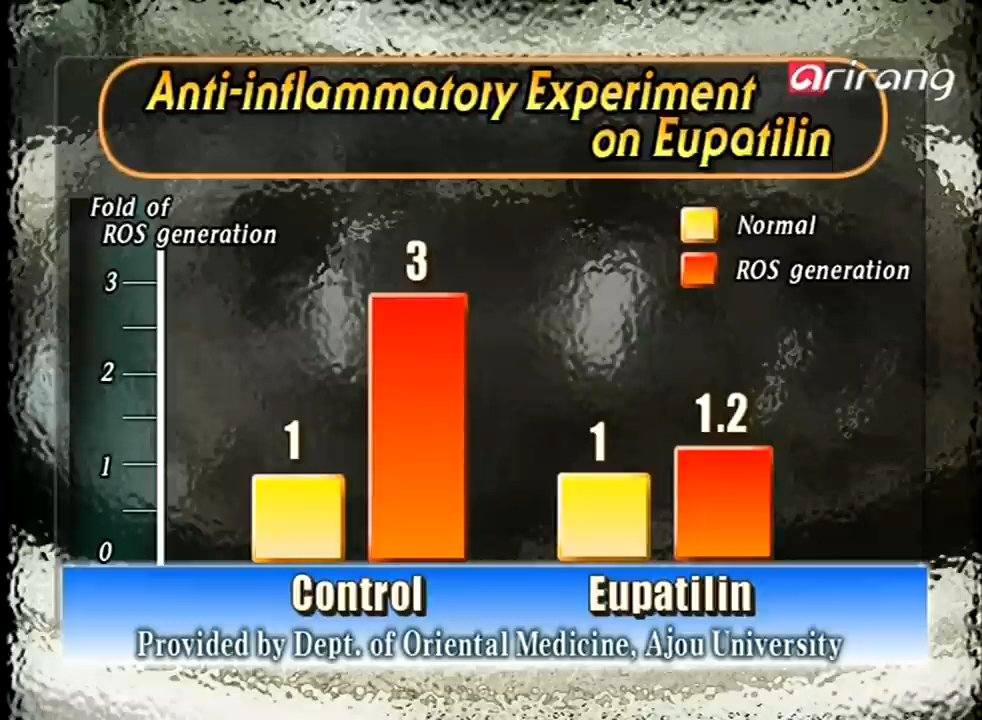 Anti-inflammatory Experiment
on Eupatilin
arirang
Fold of
ROS generation
Normal
ROS generation
3
2
1
0
1
3
1
1.2
Control
Eupatilin
Provided by Dept. of Oriental Medicine, Ajou University